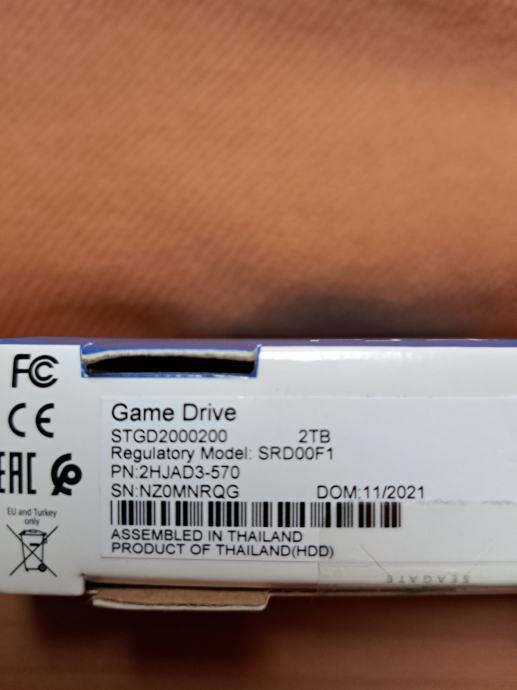 FC
CE
EAC
EU and Turkey
only
Game Drive
STGD2000200 2TB
Regulatory Model: SRD00F1
PN:2HJAD3-570
SN:NZ0MNRQG DOM:11/2021
ASSEMBLED IN THAILAND
PRODUCT OF THAILAND(HDD)
SEAGATE